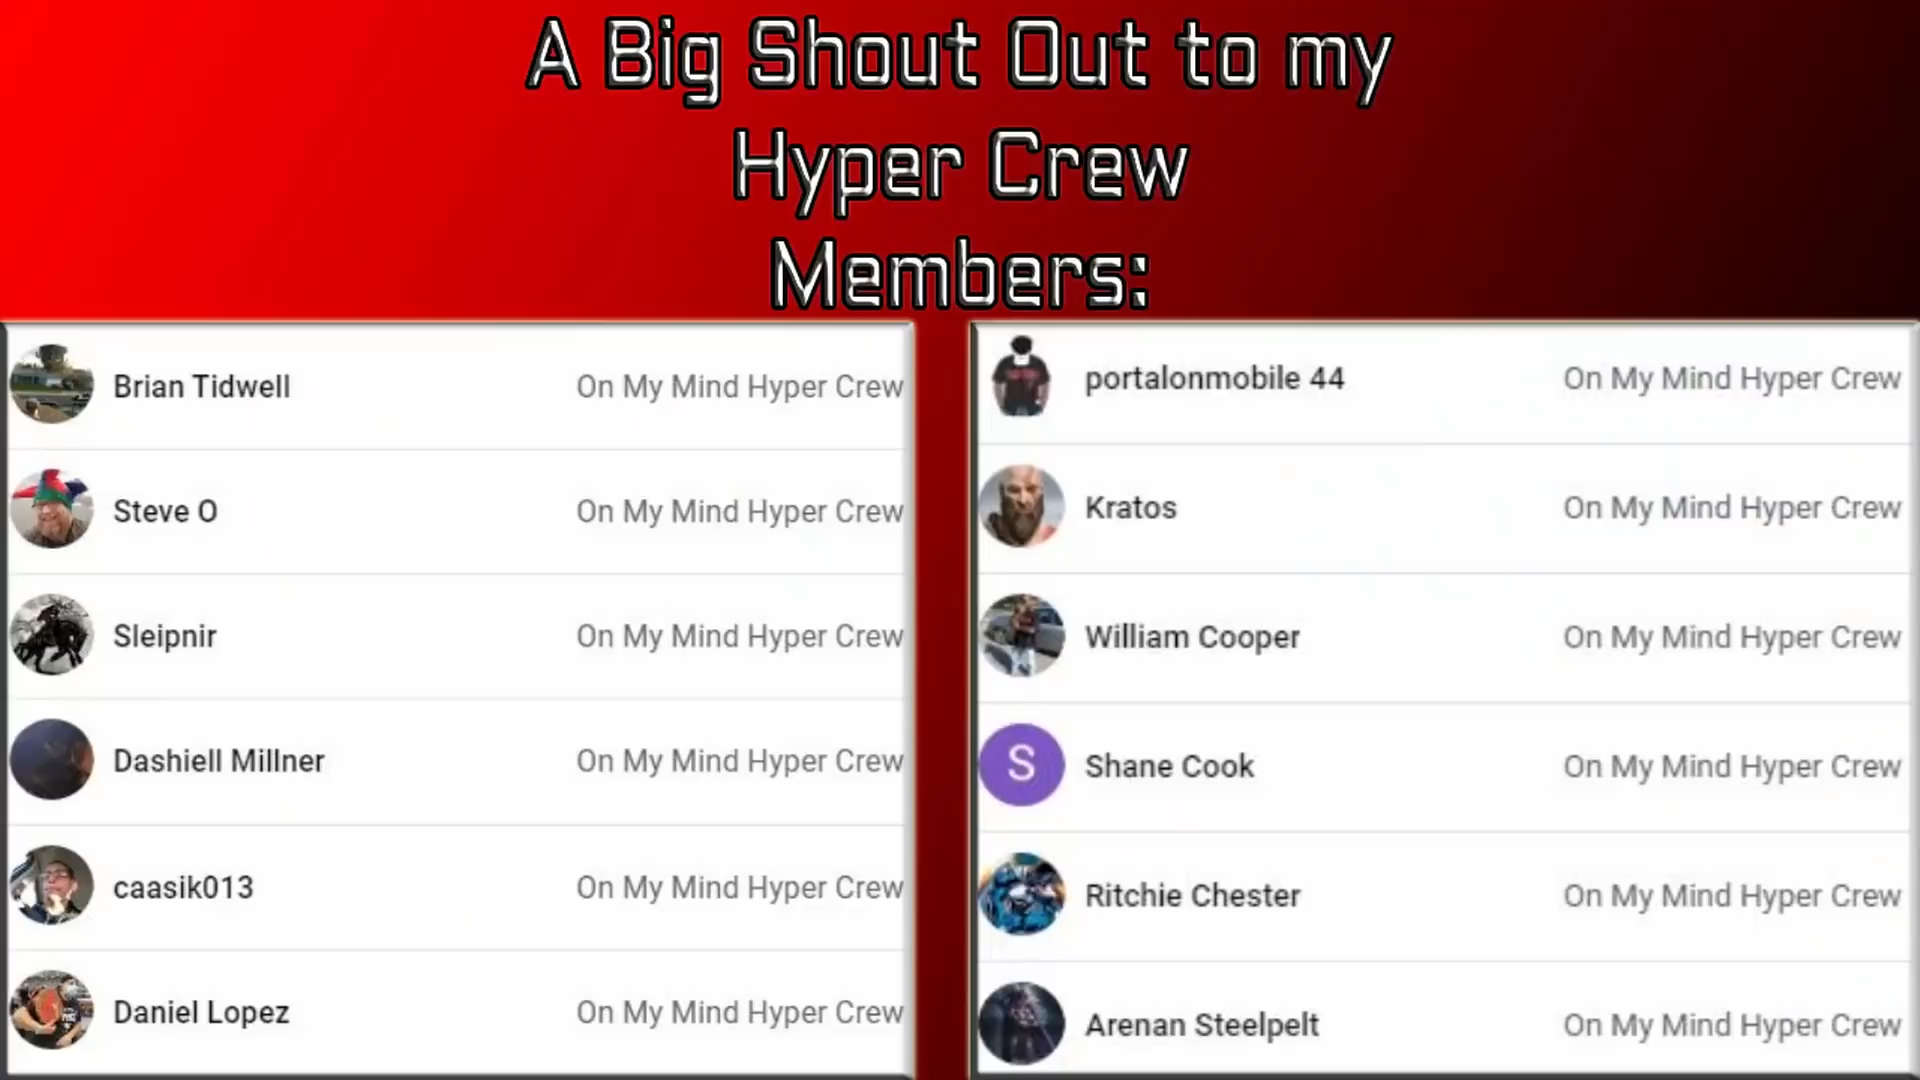 A Big Shout Out to my
Hyper Crew
Members:
Brian Tidwell On My Mind Hyper Crew
Steve O On My Mind Hyper Crew
Sleipnir On My Mind Hyper Crew
Dashiell Millner On My Mind Hyper Crew
caasik013 On My Mind Hyper Crew
Daniel Lopez On My Mind Hyper Crew
portalonmobile 44 On My Mind Hyper Crew
Kratos On My Mind Hyper Crew
William Cooper On My Mind Hyper Crew
S Shane Cook On My Mind Hyper Crew
Ritchie Chester On My Mind Hyper Crew
Arenan Steelpelt On My Mind Hyper Crew